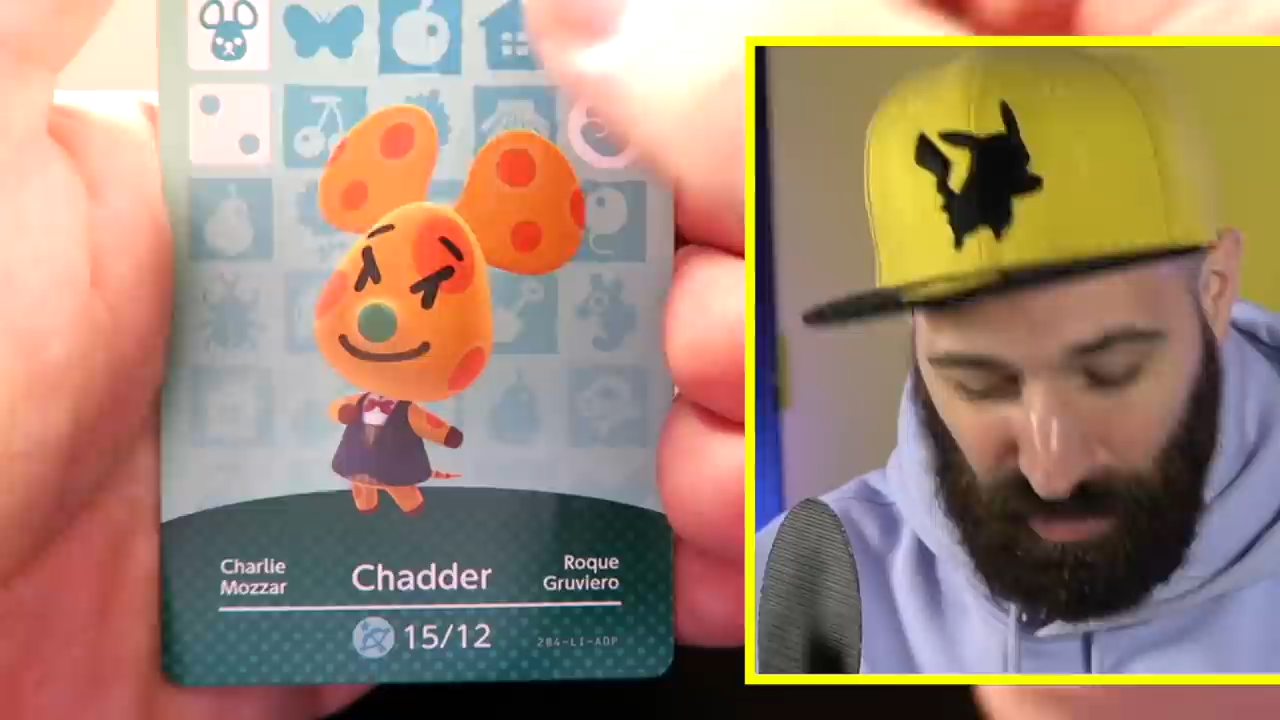 Charlie
Mozzar
Chadder
Roque
Gruviero
15/12
284-LI-ADP